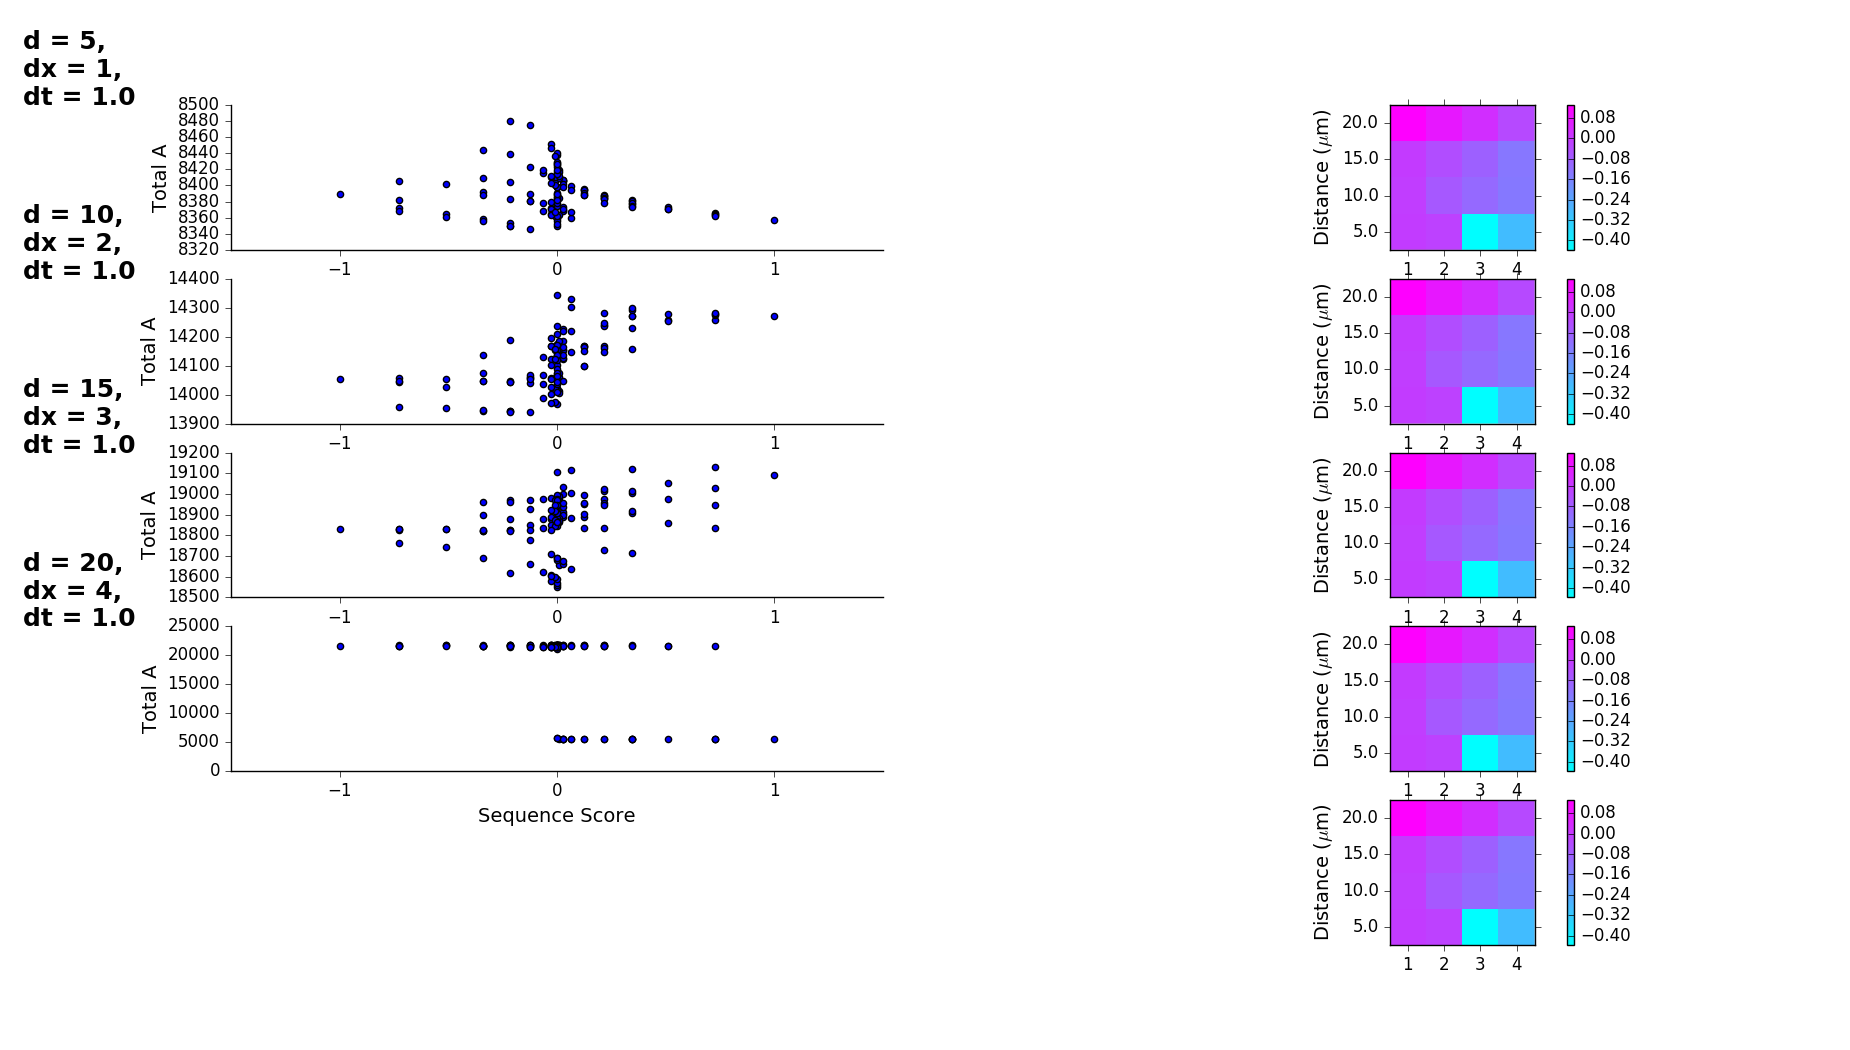 d = 5,
dx = 1,
dt = 1.0
Total A
8500
8480
8460
8440
8420
8400
8380
8360
8340
8320
−1 0 1
d = 10,
dx = 2,
dt = 1.0
Total A
14400
14300
14200
14100
14000
13900
−1 0 1
d = 15,
dx = 3,
dt = 1.0
Total A
19200
19100
19000
18900
18800
18700
18600
18500
−1 0 1
d = 20,
dx = 4,
dt = 1.0
Total A
25000
20000
15000
10000
5000
0
−1 0 1
Sequence Score
Distance (μm)
20.0
15.0
10.0
5.0
1 2 3 4
0.08
0.00
−0.08
−0.16
−0.24
−0.32
−0.40
Distance (μm)
20.0
15.0
10.0
5.0
1 2 3 4
0.08
0.00
−0.08
−0.16
−0.24
−0.32
−0.40
Distance (μm)
20.0
15.0
10.0
5.0
1 2 3 4
0.08
0.00
−0.08
−0.16
−0.24
−0.32
−0.40
Distance (μm)
20.0
15.0
10.0
5.0
1 2 3 4
0.08
0.00
−0.08
−0.16
−0.24
−0.32
−0.40
Distance (μm)
20.0
15.0
10.0
5.0
1 2 3 4
0.08
0.00
−0.08
−0.16
−0.24
−0.32
−0.40